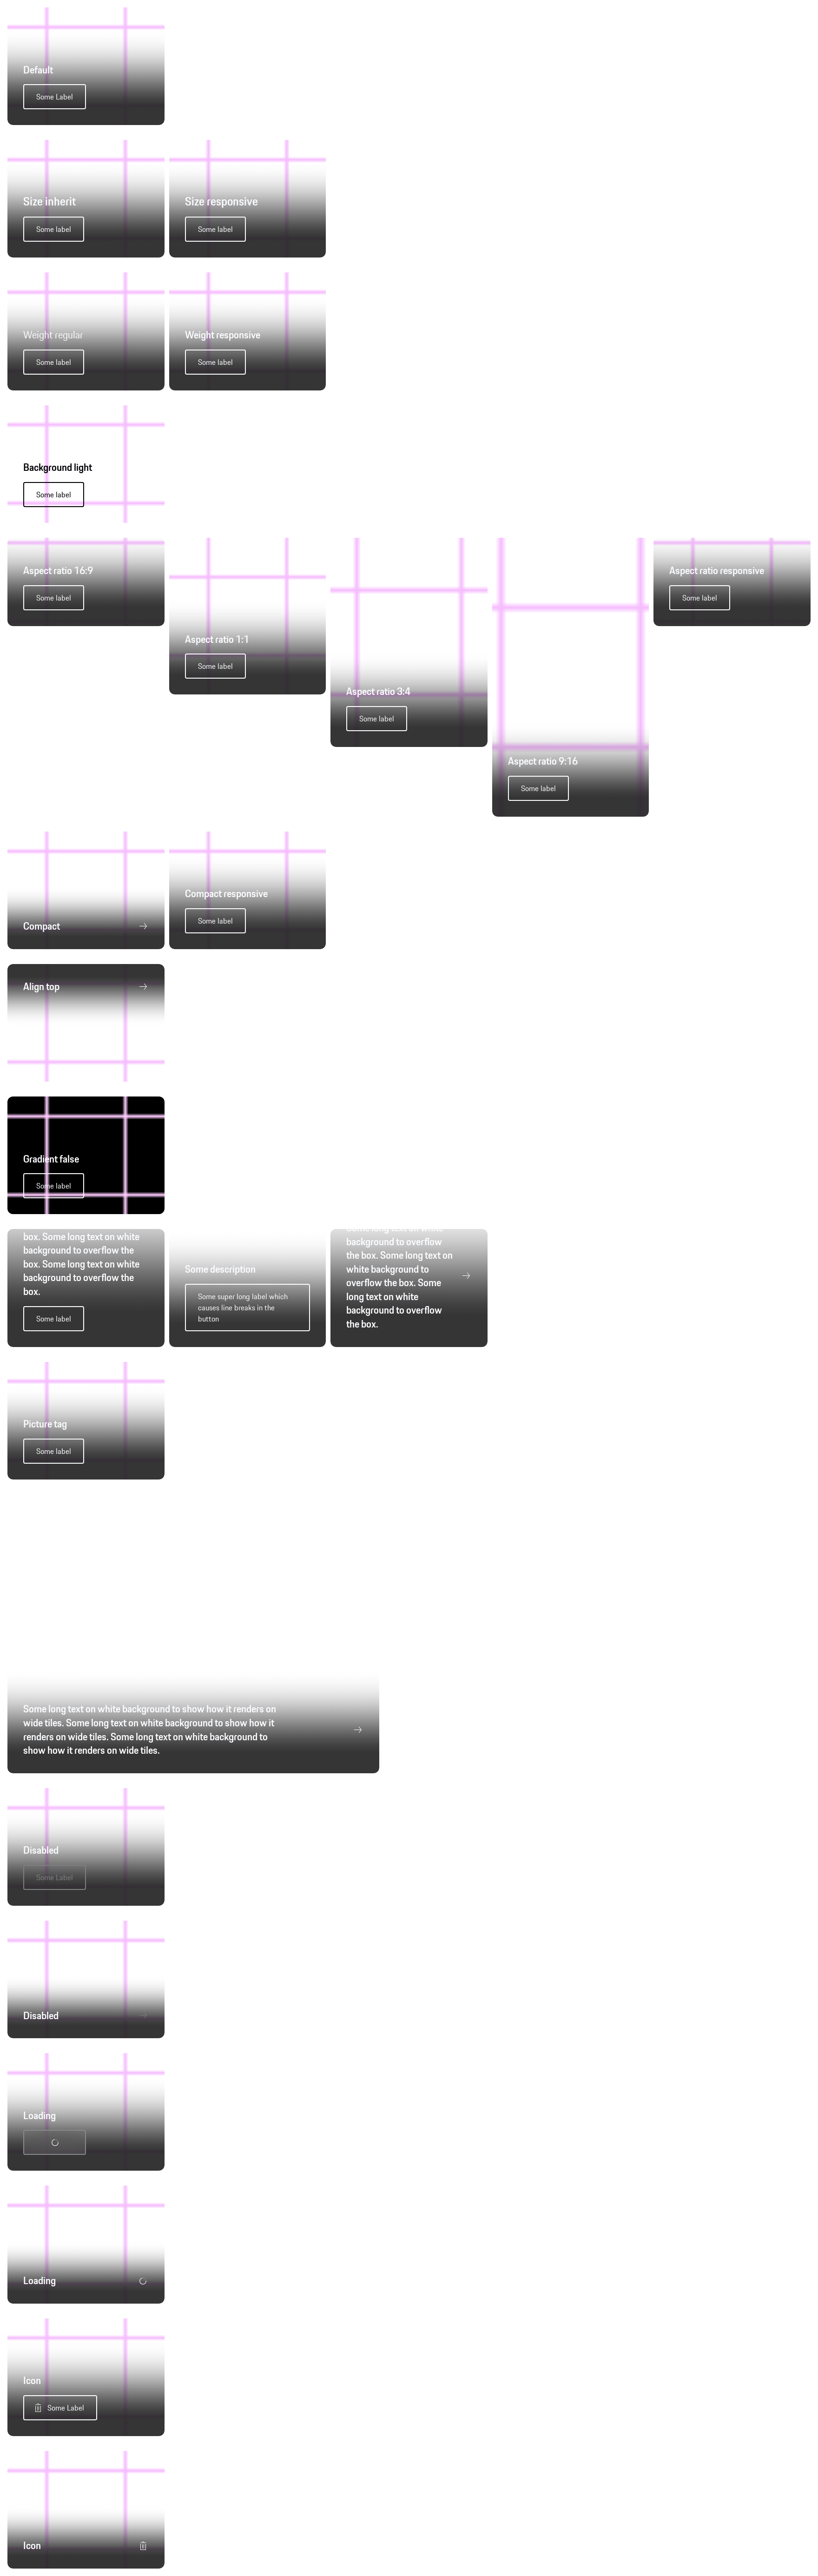 Default
Some Label
Size inherit
Some label
Size responsive
Some label
Weight regular
Some label
Weight responsive
Some label
Background light
Some label
Aspect ratio 16:9
Some label
Aspect ratio 1:1
Some label
Aspect ratio 3:4
Some label
Aspect ratio 9:16
Some label
Aspect ratio responsive
Some label
Compact
Compact responsive
Some label
Align top
Gradient false
Some label
box. Some long text on white
background to overflow the
box. Some long text on white
background to overflow the
box.
Some label
Some description
Some super long label which
causes line breaks in the
button
Some long text on white
background to overflow
the box. Some long text on
white background to
overflow the box. Some
long text on white
background to overflow
the box.
Picture tag
Some label
Some long text on white background to show how it renders on
wide tiles. Some long text on white background to show how it
renders on wide tiles. Some long text on white background to
show how it renders on wide tiles.
Disabled
Some Label
Disabled
Loading
Loading
Icon
Some Label
Icon